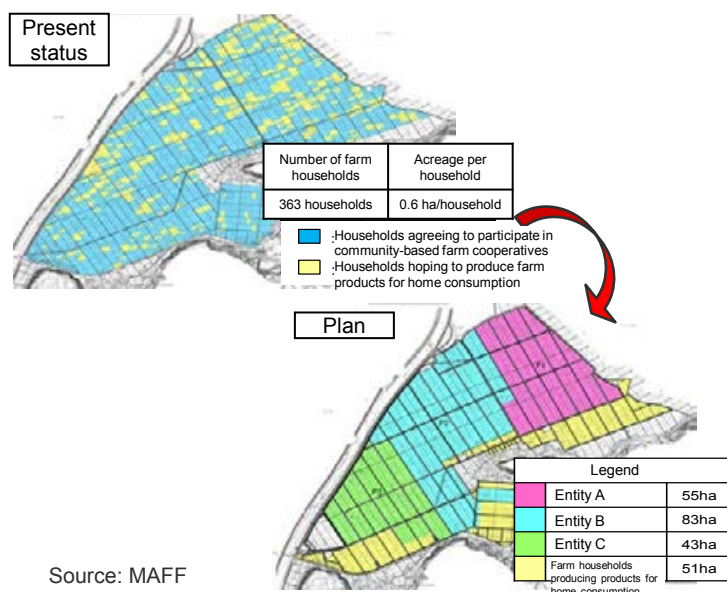 Present
status
Number of farm
households
Acreage per
household
363 households
0.6 ha/household
:Households agreeing to participate in
community-based farm cooperatives
:Households hoping to produce farm
products for home consumption
Plan
Legend
Entity A
55ha
Entity B
83ha
Entity C
43ha
Farm households
producing products for
home consumption
51ha
Source: MAFF